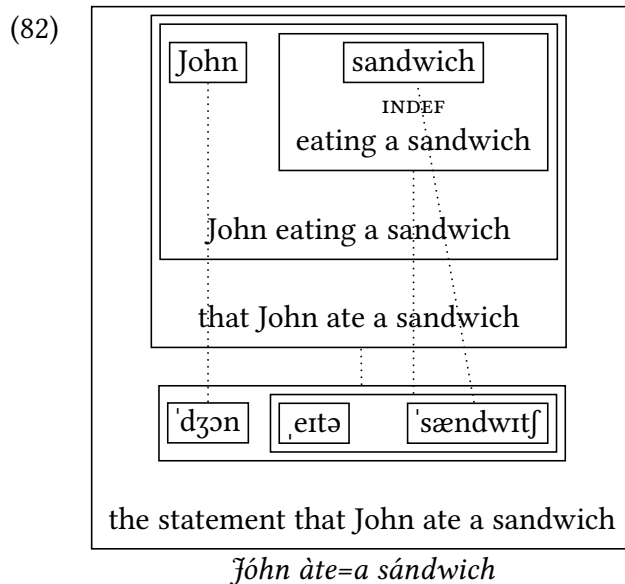 (82)
John sandwich
INDEF
eating a sandwich
John eating a sandwich
that John ate a sandwich
ˈdʒɔn ˌeɪtə ˈsændwɪtʃ
the statement that John ate a sandwich
Jóhn àte=a sándwich